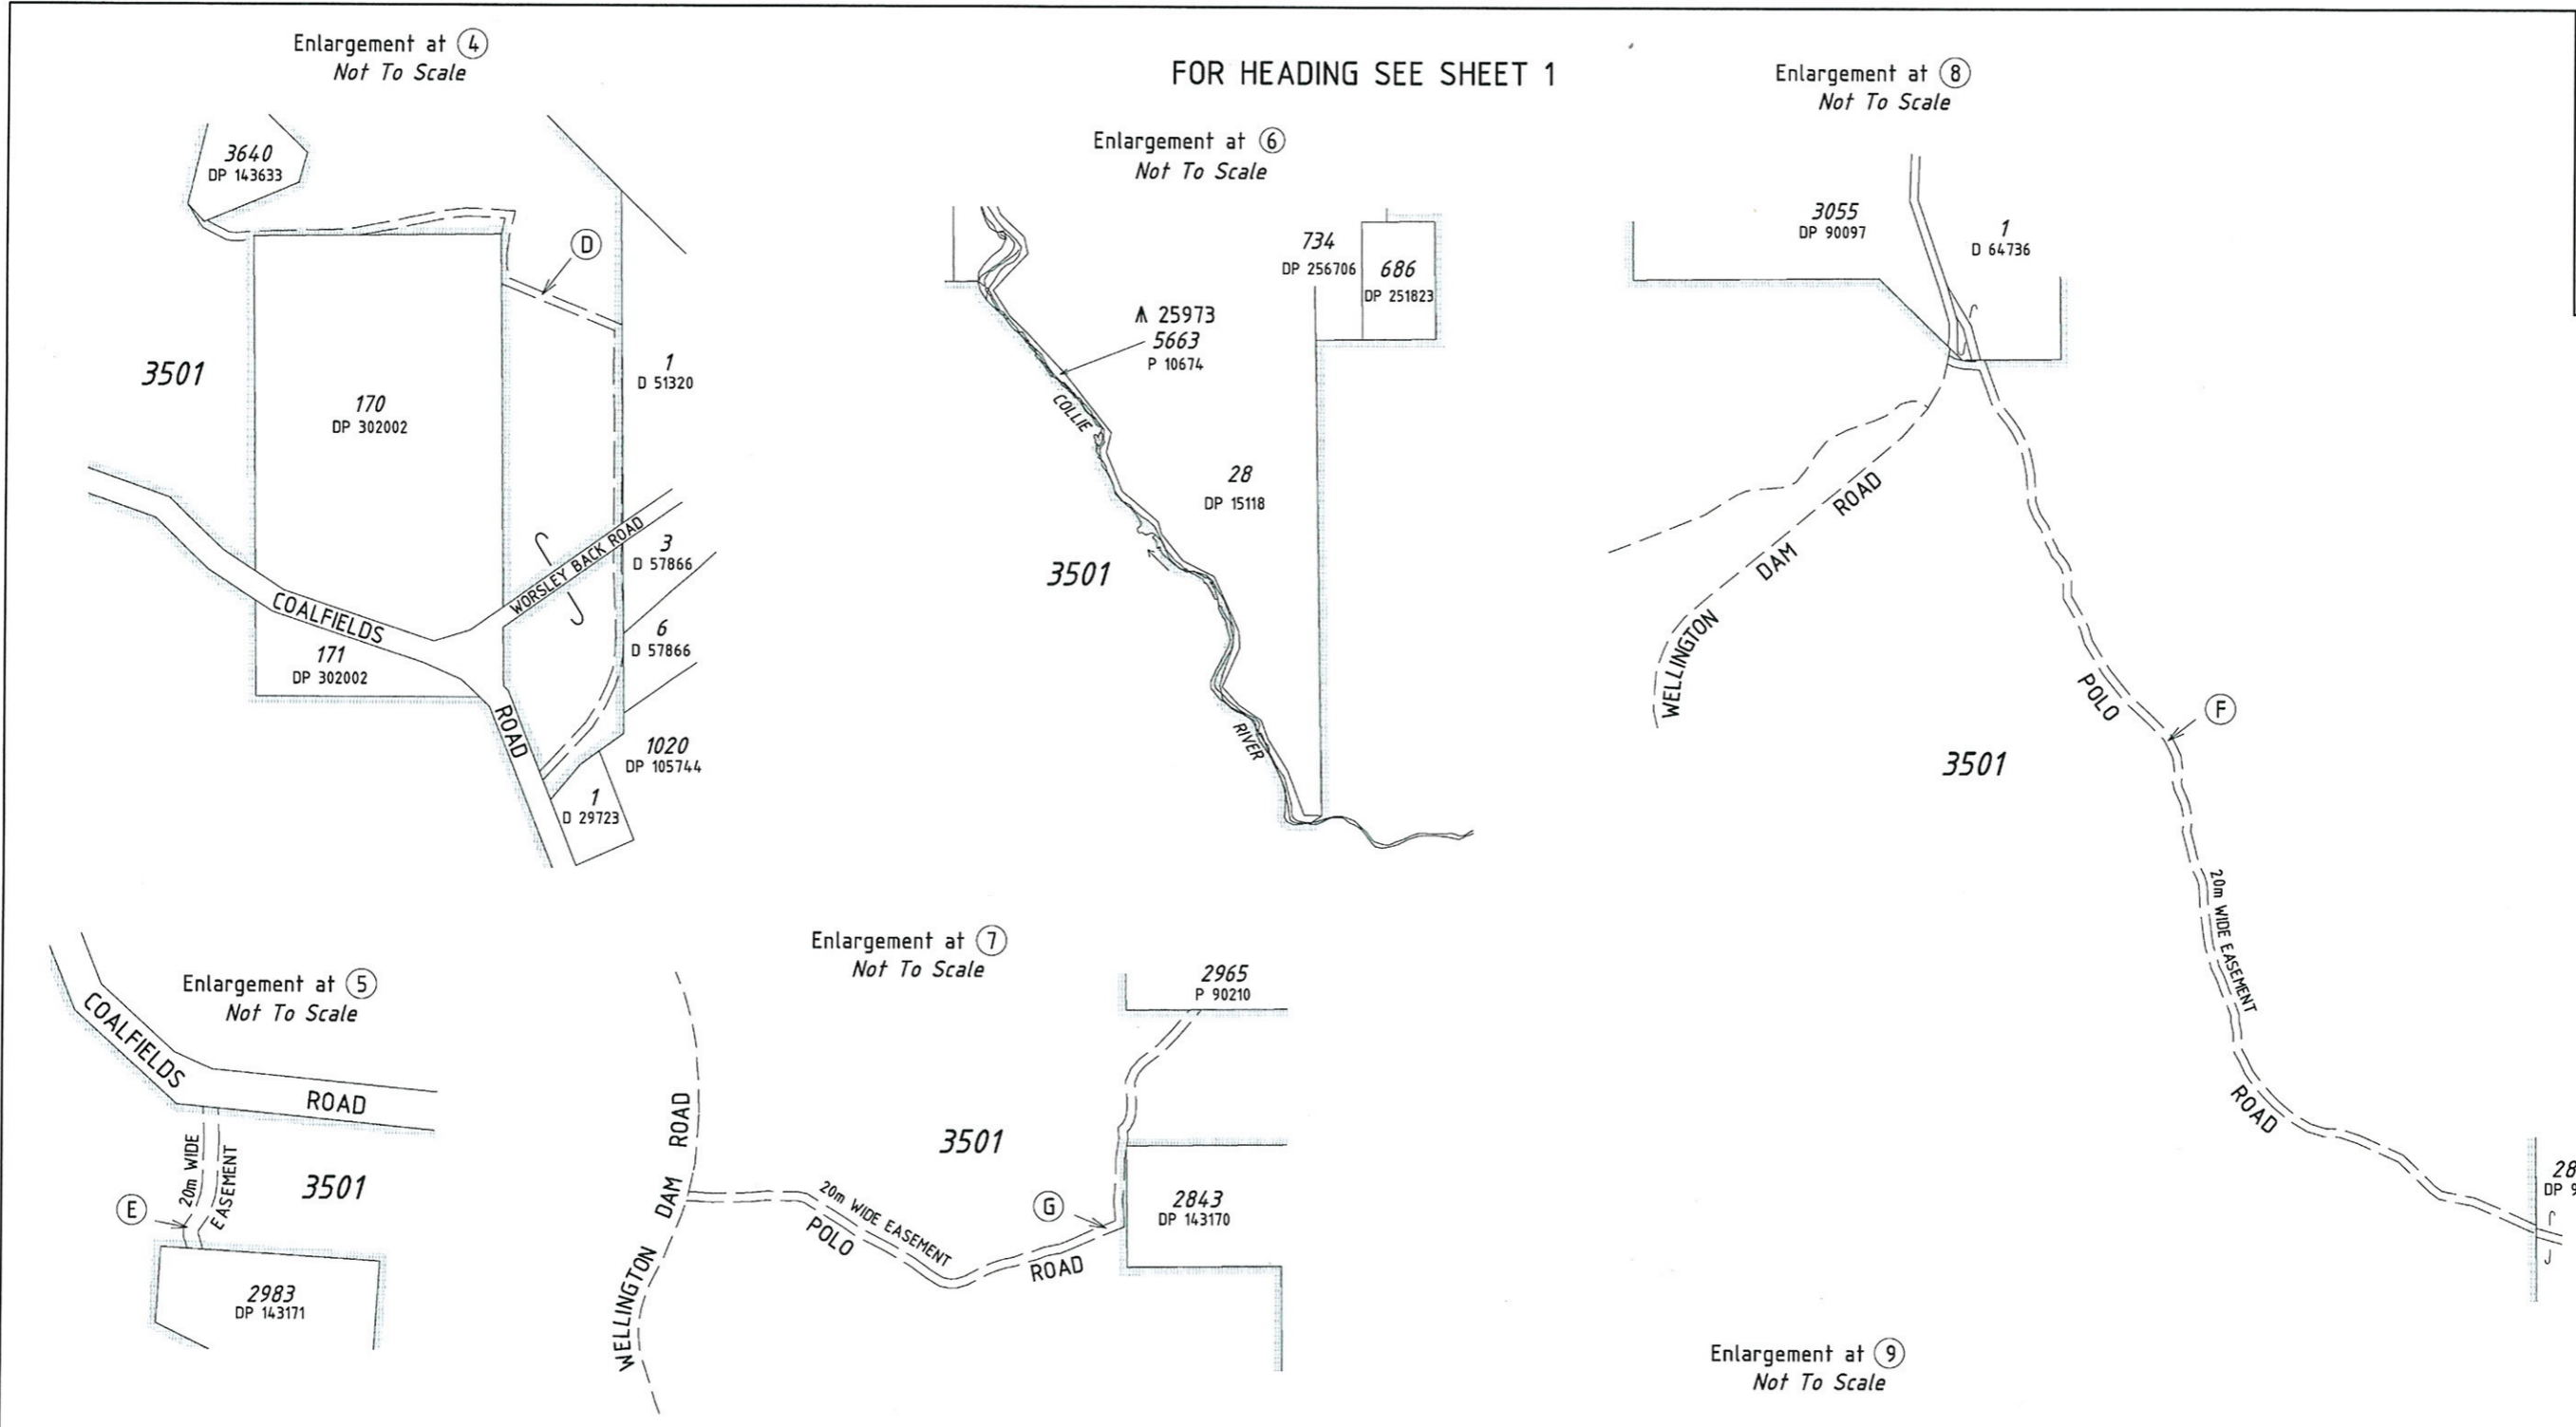 FOR HEADING SEE SHEET 1
Enlargement at 4
Not To Scale
3640
DP 143633
D
3501
170
DP 302002
1
D 51320
WORSLEY BACK ROAD
3
D 57866
COALFIELDS
ROAD
171
DP 302002
6
D 57866
1020
DP 105744
1
D 29723
Enlargement at 5
Not To Scale
COALFIELDS
ROAD
20m WIDE
EASEMENT
3501
E
2983
DP 143171
Enlargement at 6
Not To Scale
734
DP 256706
686
DP 251823
25973
5663
P 10674
COLLIE
28
DP 15118
3501
RIVER
Enlargement at 7
Not To Scale
2965
P 90210
WELLINGTON DAM ROAD
3501
20m WIDE EASEMENT
POLO
ROAD
G
2843
DP 143170
Enlargement at 8
Not To Scale
3055
DP 90097
1
D 64736
WELLINGTON DAM ROAD
POLO
F
3501
20m WIDE EASEMENT
ROAD
28
DP 9
Enlargement at 9
Not To Scale